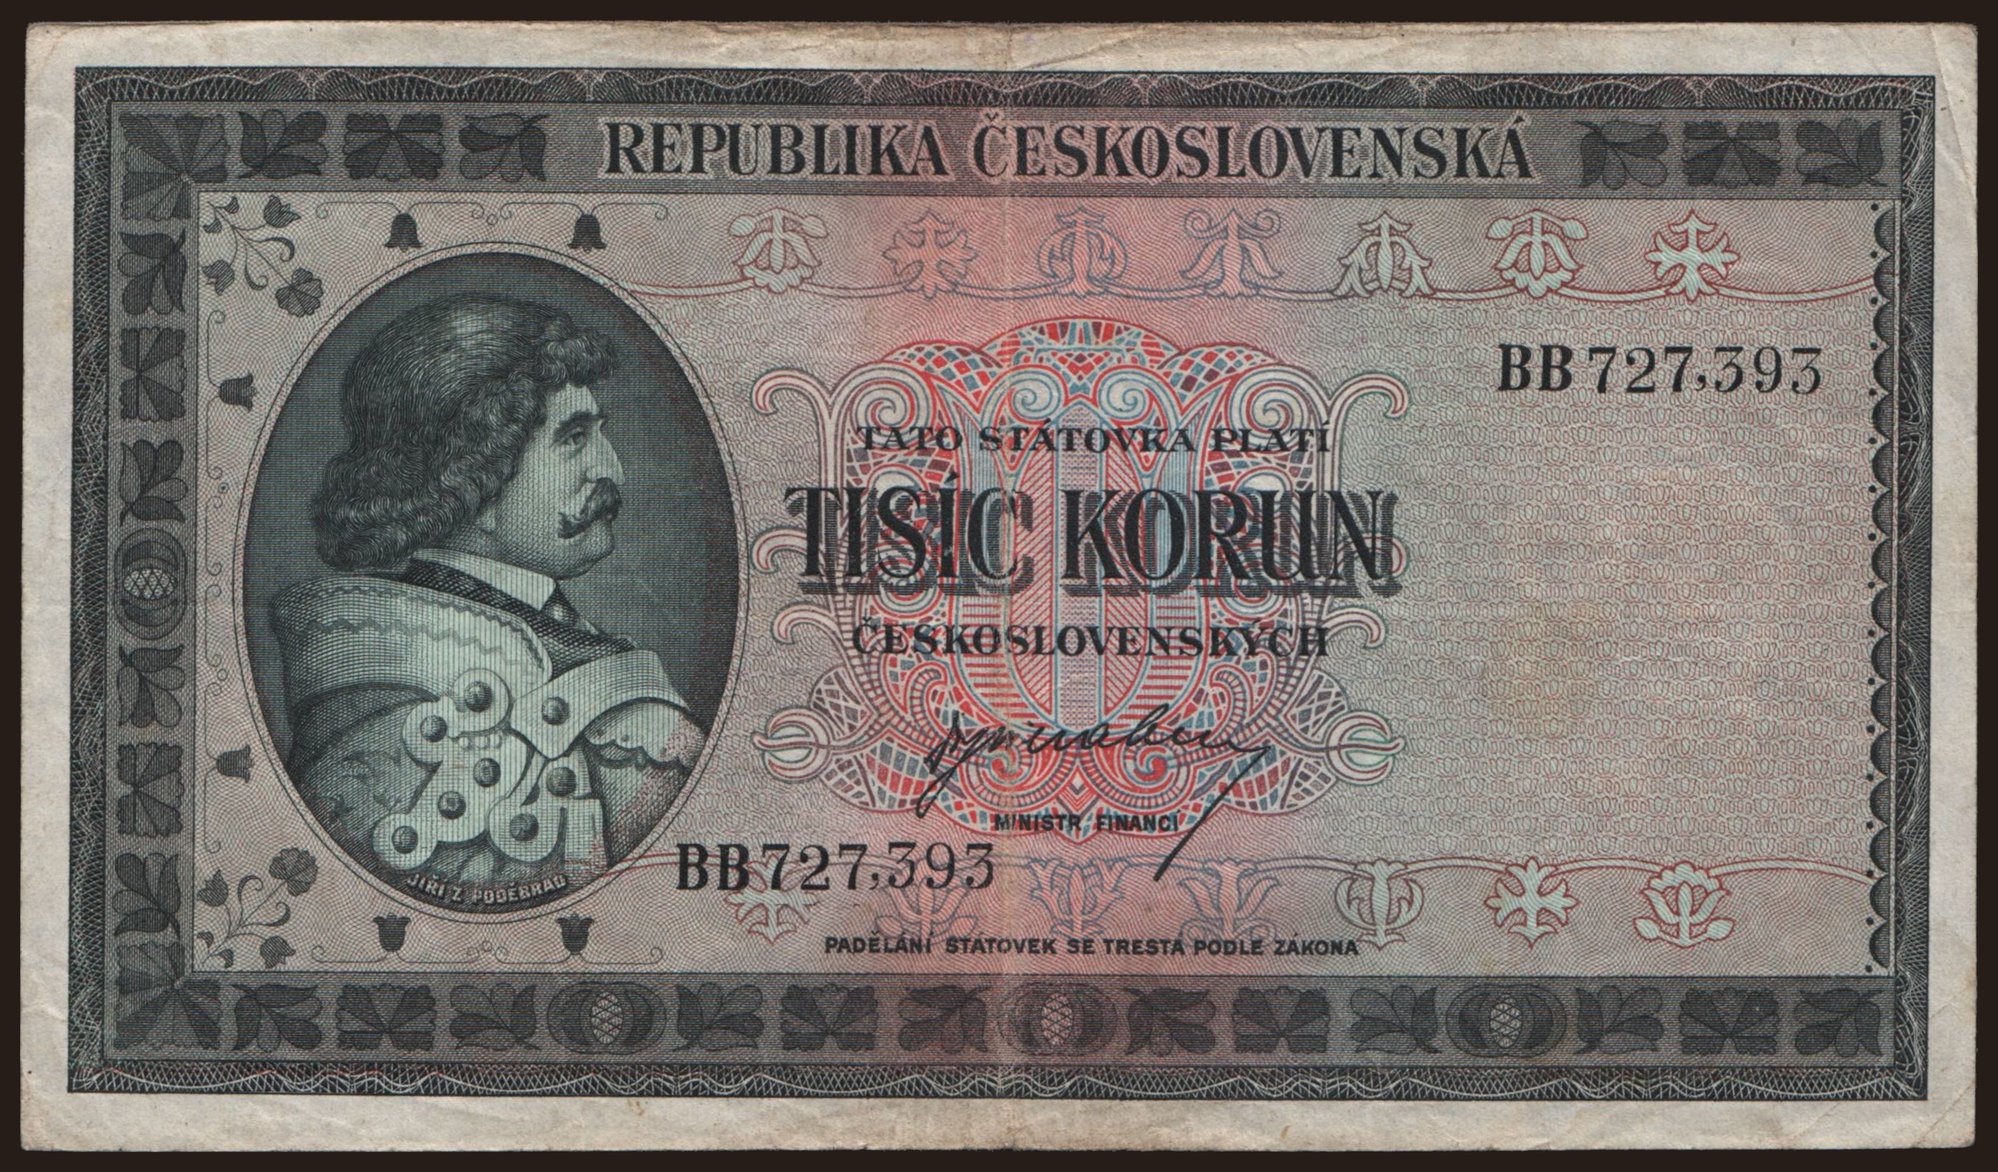 REPUBLIKA ČESKOSLOVENSKÁ
BB 727,393
TATO STÁTOVKA PLATÍ
TISÍC KORUN
ČESKOSLOVENSKÝCH
MINISTR FINANCÍ
BB 727,393
JIŘÍ Z PODĚBRAD
PADĚLÁNÍ STÁTOVEK SE TRESTÁ PODLE ZÁKONA